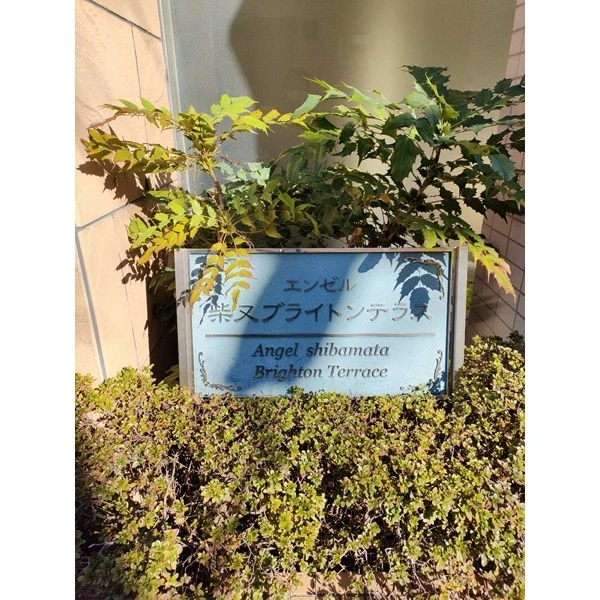 エンゼル
柴又ブライトンテラス
Angel shibamata
Brighton Terrace